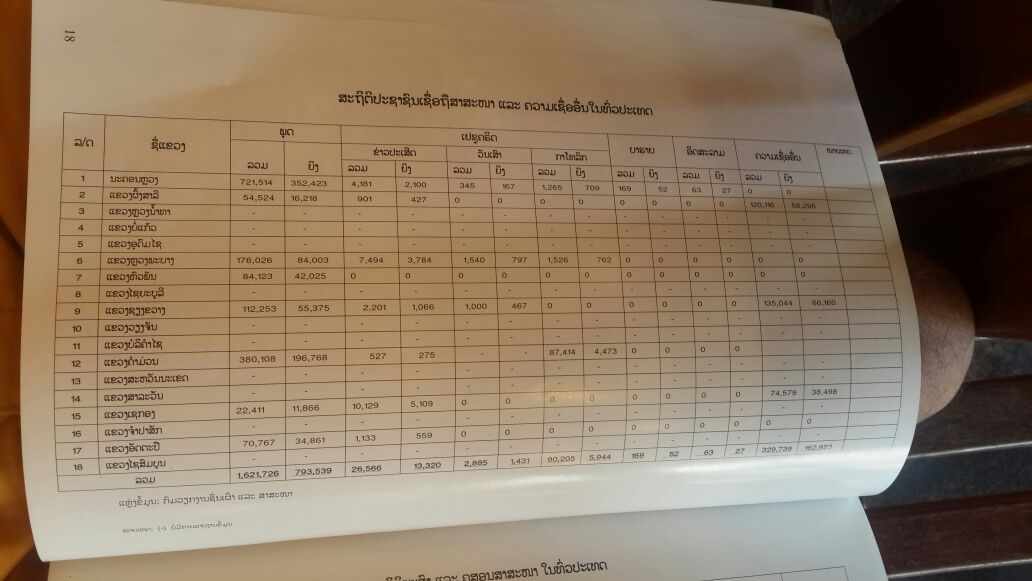 18
ສະຖິຕິປະຊາຊົນເຊື່ອຖືສາສະໜາ ແລະ ຄວາມເຊື່ອອື່ນໃນທົ່ວປະເທດ
ລ/ດ ຊື່ແຂວງ ພຸດ ເຢຊູຄຣິດ ບາຮາຍ ອິດສະລາມ ຄວາມເຊື່ອອື່ນ ໝາຍເຫດ
ຂ່າວປະເສີດ ວັນເສົາ ກາໂທລິກ
ລວມ ຍິງ ລວມ ຍິງ ລວມ ຍິງ ລວມ ຍິງ ລວມ ຍິງ ລວມ ຍິງ ລວມ ຍິງ
1 ນະຄອນຫຼວງ 721,514 352,423 4,181 2,100 345 167 1,265 709 169 52 63 27 0 0
2 ແຂວງຜົ້ງສາລີ 54,524 16,218 901 427 0 0 0 0 0 0 0 0 120,116 58,295
3 ແຂວງຫຼວງນ້ຳທາ - - - - - - - - - - - - - -
4 ແຂວງບໍ່ແກ້ວ - - - - - - - - - - - - - -
5 ແຂວງອຸດົມໄຊ - - - - - - - - - - - - - -
6 ແຂວງຫຼວງພະບາງ 176,026 84,003 7,494 3,784 1,540 797 1,526 762 0 0 0 0 0 0
7 ແຂວງຫົວພັນ 84,123 42,025 0 0 0 0 0 0 0 0 0 0 0 0
8 ແຂວງໄຊຍະບູລີ - - - - - - - - - - - - - -
9 ແຂວງຊຽງຂວາງ 112,253 55,375 2,201 1,066 1,000 467 0 0 0 0 0 0 135,044 66,160
10 ແຂວງວຽງຈັນ - - - - - - - - - - - - - -
11 ແຂວງບໍລິຄຳໄຊ - - - - - - - - - - - - - -
12 ແຂວງຄຳມ່ວນ 380,108 196,768 527 275 - - 87,414 4,473 0 0 0 0
13 ແຂວງສະຫວັນນະເຂດ - - - - - - - - - - - - - -
14 ແຂວງສາລະວັນ - - - - - - - - - - - - - -
15 ແຂວງເຊກອງ 22,411 11,866 10,129 5,109 0 0 0 0 0 0 0 0 74,579 38,498
16 ແຂວງຈຳປາສັກ - - - - - - - - - - - - - -
17 ແຂວງອັດຕະປື 70,767 34,861 1,133 559 0 0 0 0 0 0 0 0 0 0
18 ແຂວງໄຊສົມບູນ - - - - - - - - - - - - - -
ລວມ 1,621,726 793,539 26,566 13,320 2,885 1,431 90,205 5,944 169 52 63 27 329,739 162,953
ແຫຼ່ງຂໍ້ມູນ: ກົມວຽກງານຊົນເຜົ່າ ແລະ ສາສະໜາ
ໝາຍເຫດ: (-) ບໍ່ມີການລາຍງານຂໍ້ມູນ
ແລະ ຄູສອນສາສະໜາ ໃນທົ່ວປະເທດ